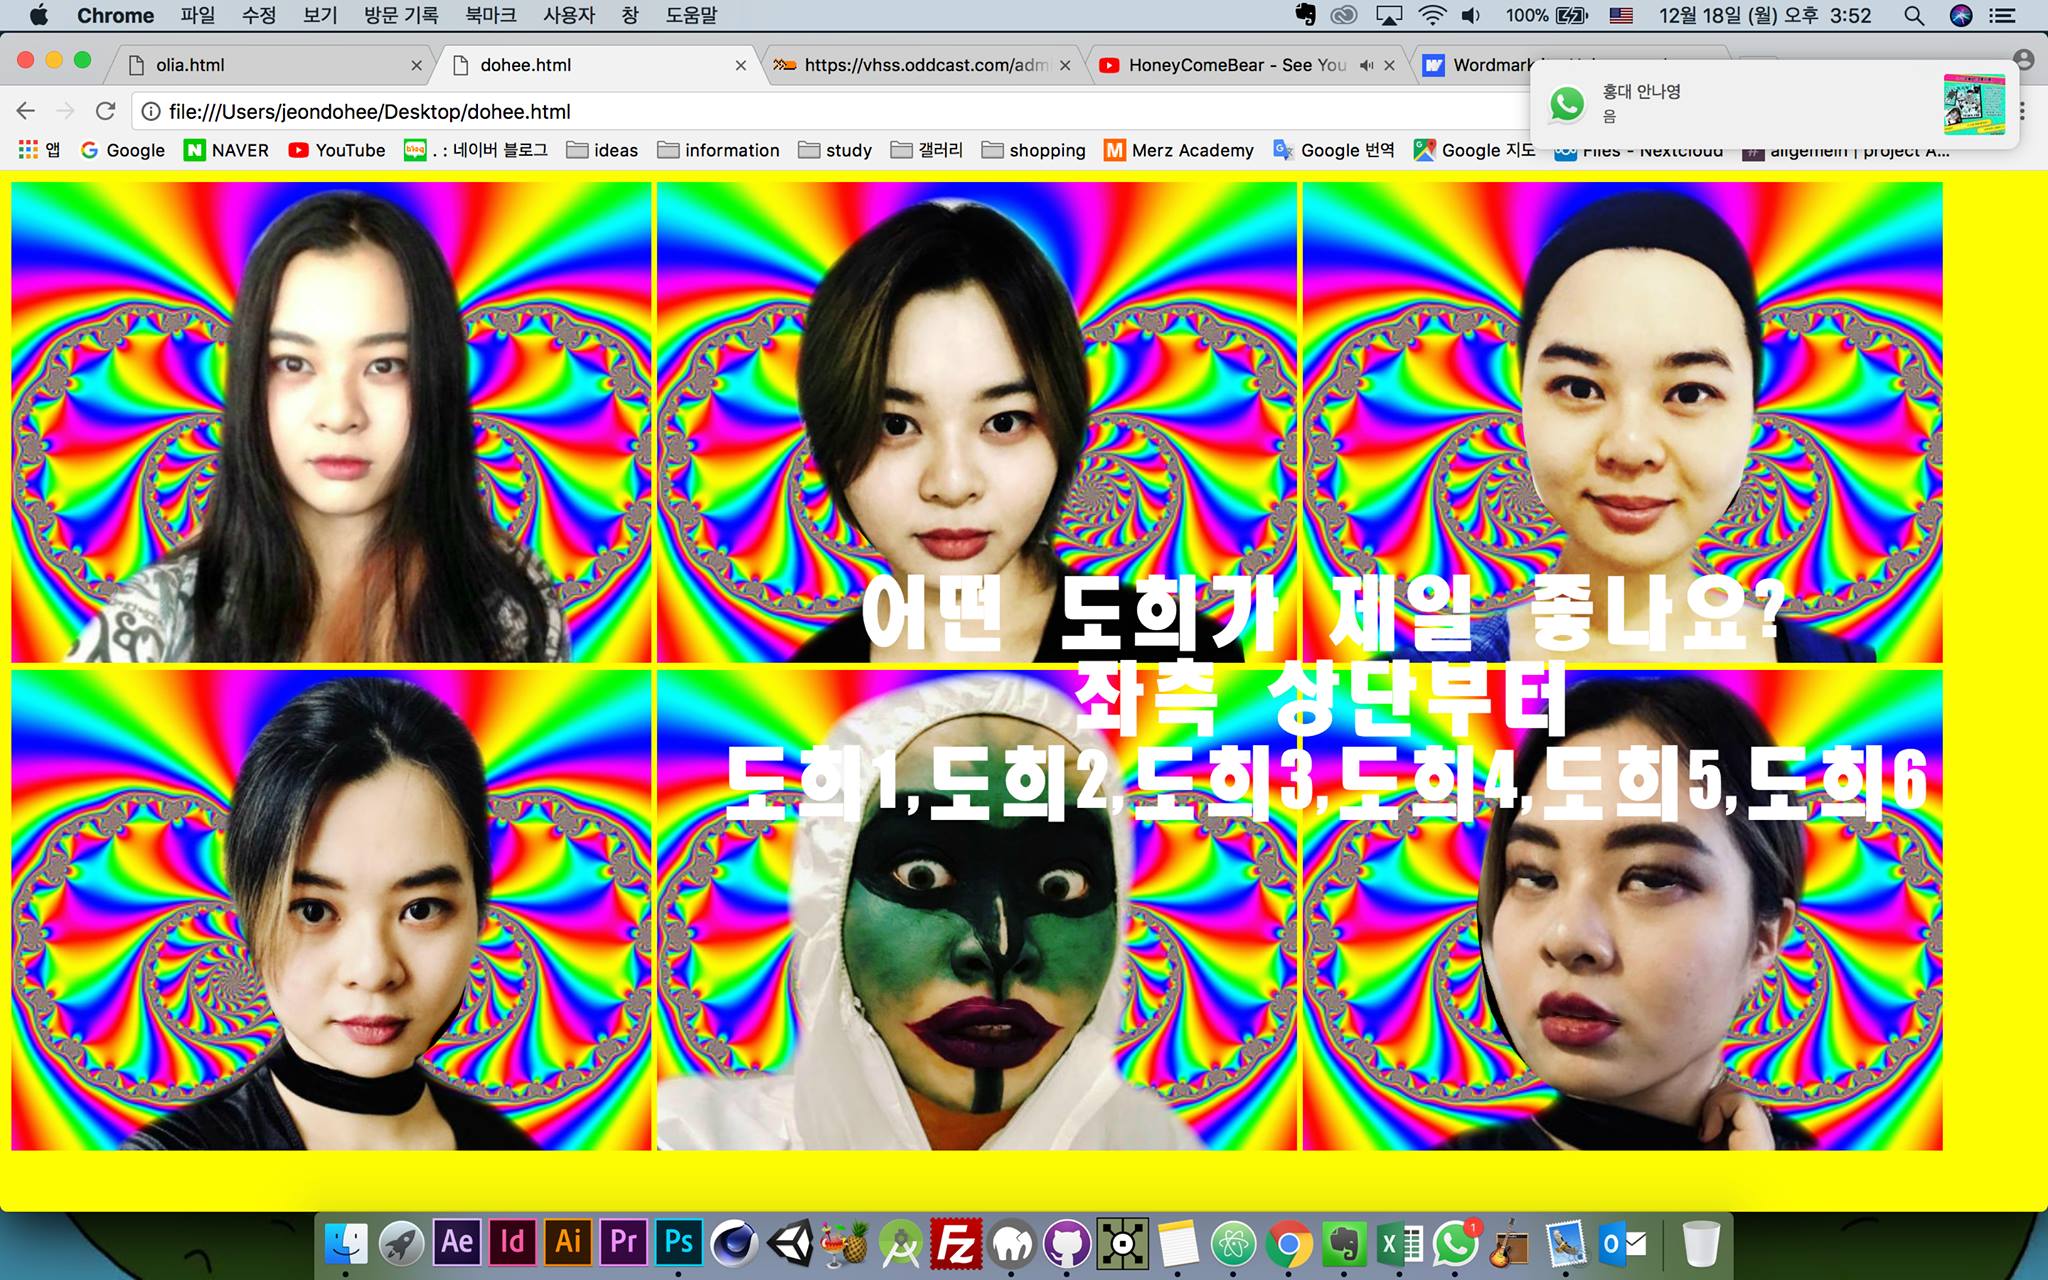 Chrome 파일 수정 보기 방문 기록 북마크 사용자 창 도움말 100% 12월 18일 (월) 오후 3:52
olia.html dohee.html https://vhss.oddcast.com/adm HoneyComeBear - See You Wordmark
file:///Users/jeondohee/Desktop/dohee.html
홍대 안나영
음
앱 Google NAVER YouTube blog . : 네이버 블로그 ideas information study 갤러리 shopping Merz Academy Google 번역 Google 지도 Files - Nextcloud allgemein | project A...
어떤 도희가 제일 좋나요?
좌측 상단부터
도희1,도희2,도희3,도희4,도희5,도희6
Ae Id Ai Pr Ps Fz 1